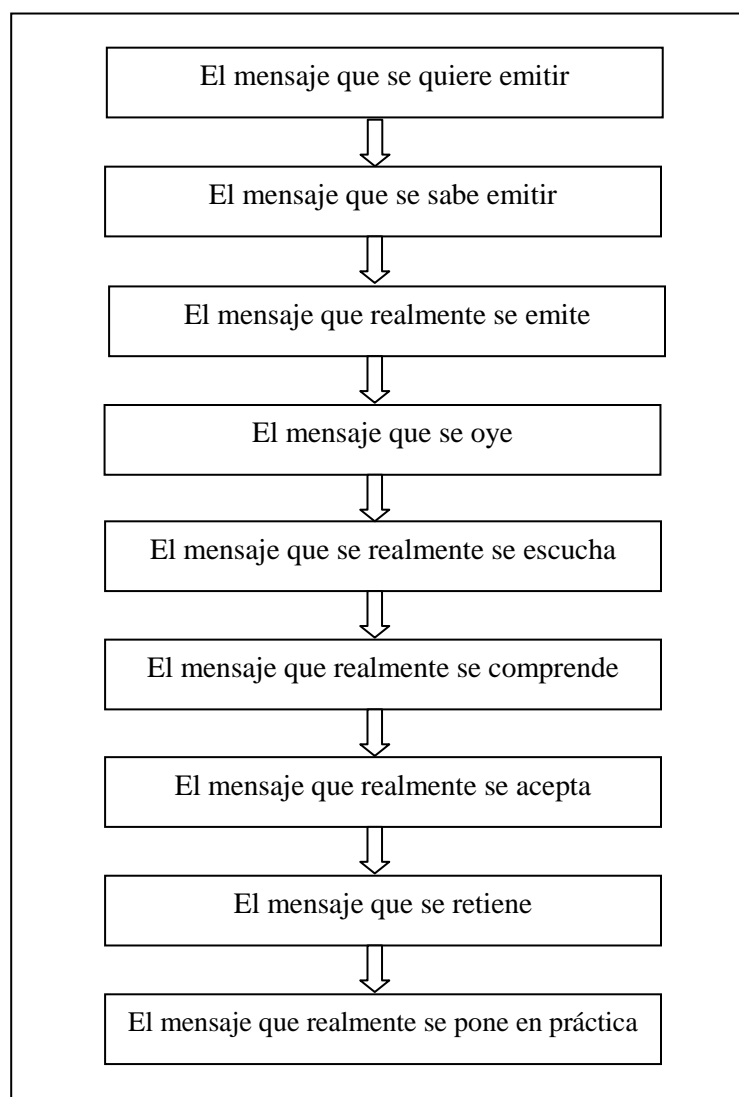 El mensaje que se quiere emitir
El mensaje que se sabe emitir
El mensaje que realmente se emite
El mensaje que se oye
El mensaje que se realmente se escucha
El mensaje que realmente se comprende
El mensaje que realmente se acepta
El mensaje que se retiene
El mensaje que realmente se pone en práctica